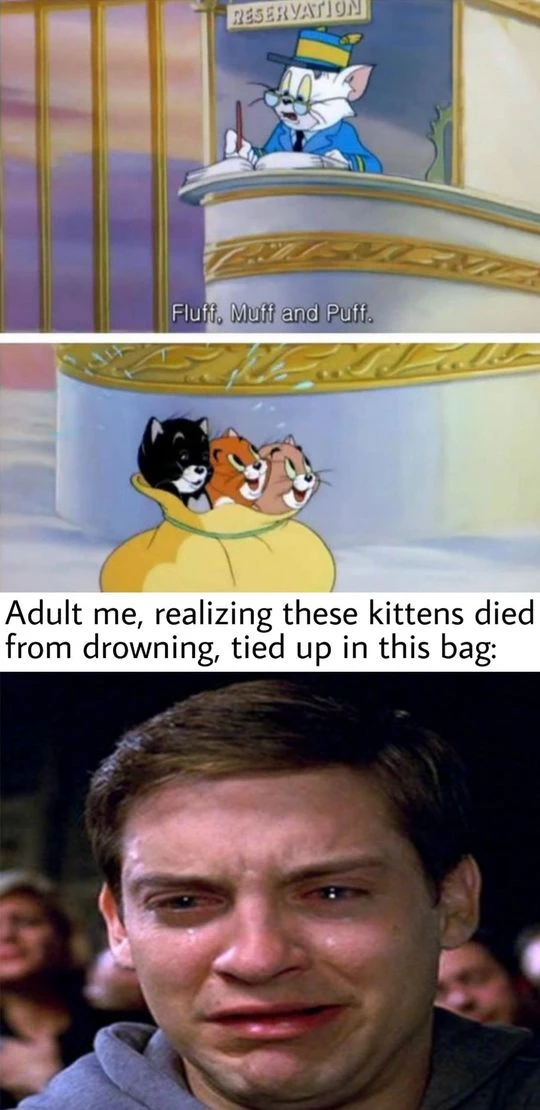 RESERVATION
Fluff, Muff and Puff.
Adult me, realizing these kittens died
from drowning, tied up in this bag: